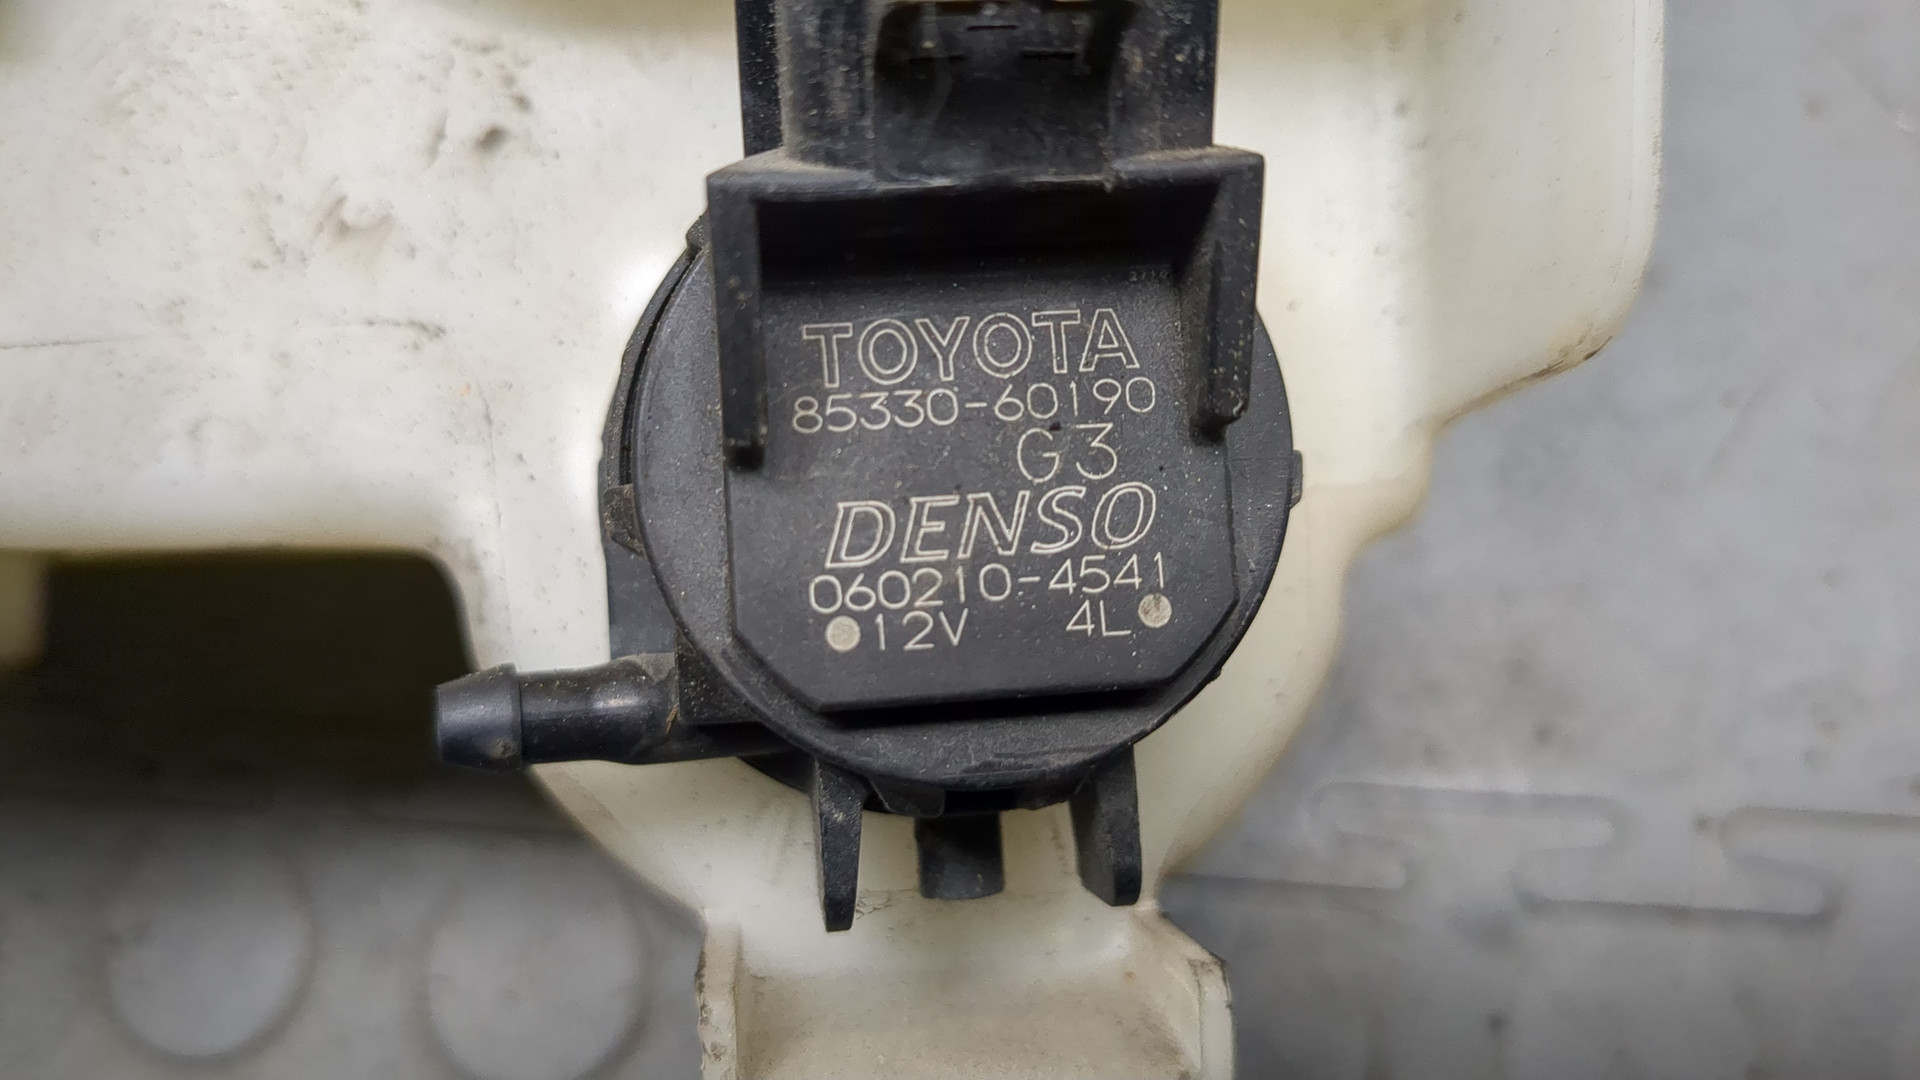 TOYOTA
85330-60190
G3
DENSO
060210-4541
12V 4L